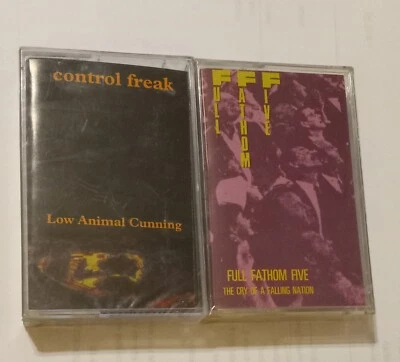 control freak
Low Animal Cunning
FULL
FATHOM
FIVE
FULL FATHOM FIVE
THE CRY OF A FALLING NATION